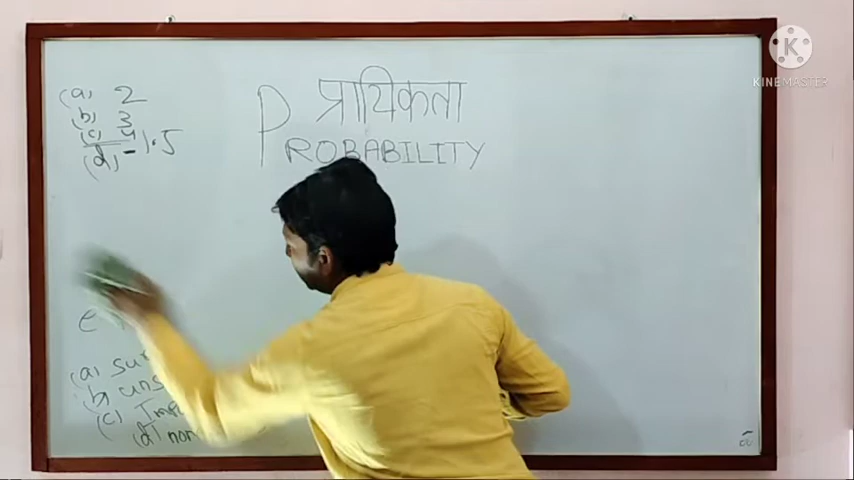 (a) 2
(b) 3
(c) 4
(d) -1.5
प्रायिकता
PROBABILITY
KINEMASTER
e
(a) sur
(b) uns
(c) Imp
(d) non